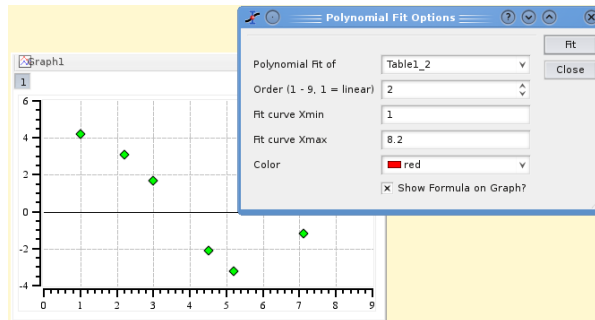 Polynomial Fit Options
Fit
Close
Polynomial Fit of Table1_2
Order (1 - 9, 1 = linear) 2
Fit curve Xmin 1
Fit curve Xmax 8.2
Color red
Show Formula on Graph?
Graph1
1
6
4
2
0
-2
-4
0 1 2 3 4 5 6 7 8 9